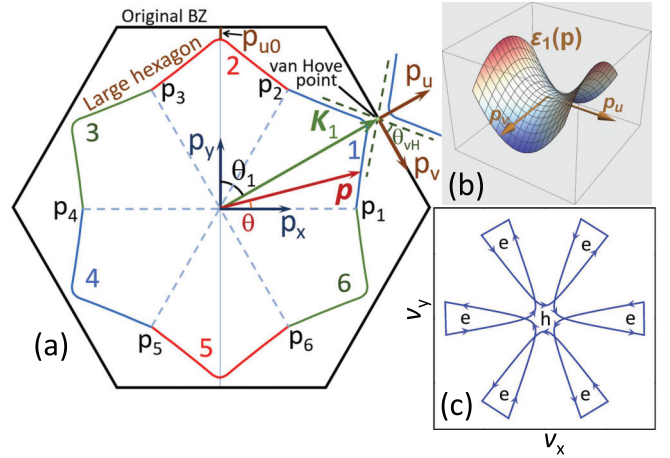 Original BZ
p_u0
Large hexagon
2
van Hove point
p_u
p_3
p_2
K_1
3
1
θ_vH
p_v
p_y
θ_1
p
p_4
θ
p_x
p_1
4
6
p_5
5
p_6
(a)
(b)
ε_1(p)
p_v
p_u
e
e
e
h
e
e
e
v_y
v_x
(c)